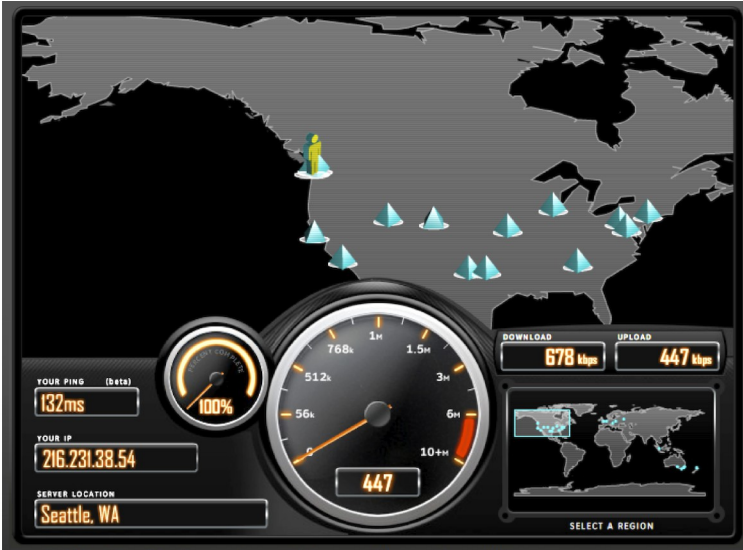 DOWNLOAD UPLOAD
678 kbps 447 kbps
1M
768k 1.5M
512k 3M
56k 6M
0 10+M
447
PERCENT COMPLETE
100%
YOUR PING (beta)
132ms
YOUR IP
216.231.38.54
SERVER LOCATION
Seattle, WA
SELECT A REGION